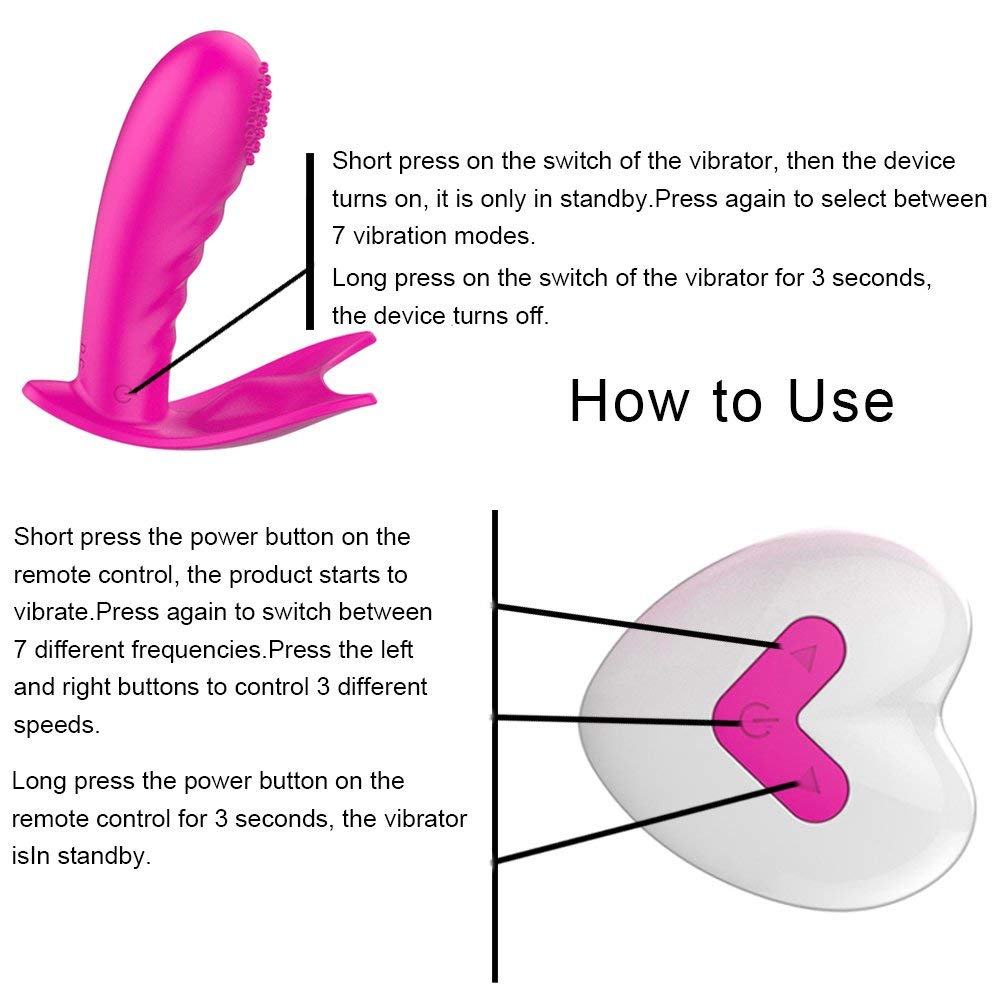 Short press on the switch of the vibrator, then the device
turns on, it is only in standby.Press again to select between
7 vibration modes.
Long press on the switch of the vibrator for 3 seconds,
the device turns off.
How to Use
Short press the power button on the
remote control, the product starts to
vibrate.Press again to switch between
7 different frequencies.Press the left
and right buttons to control 3 different
speeds.
Long press the power button on the
remote control for 3 seconds, the vibrator
isIn standby.